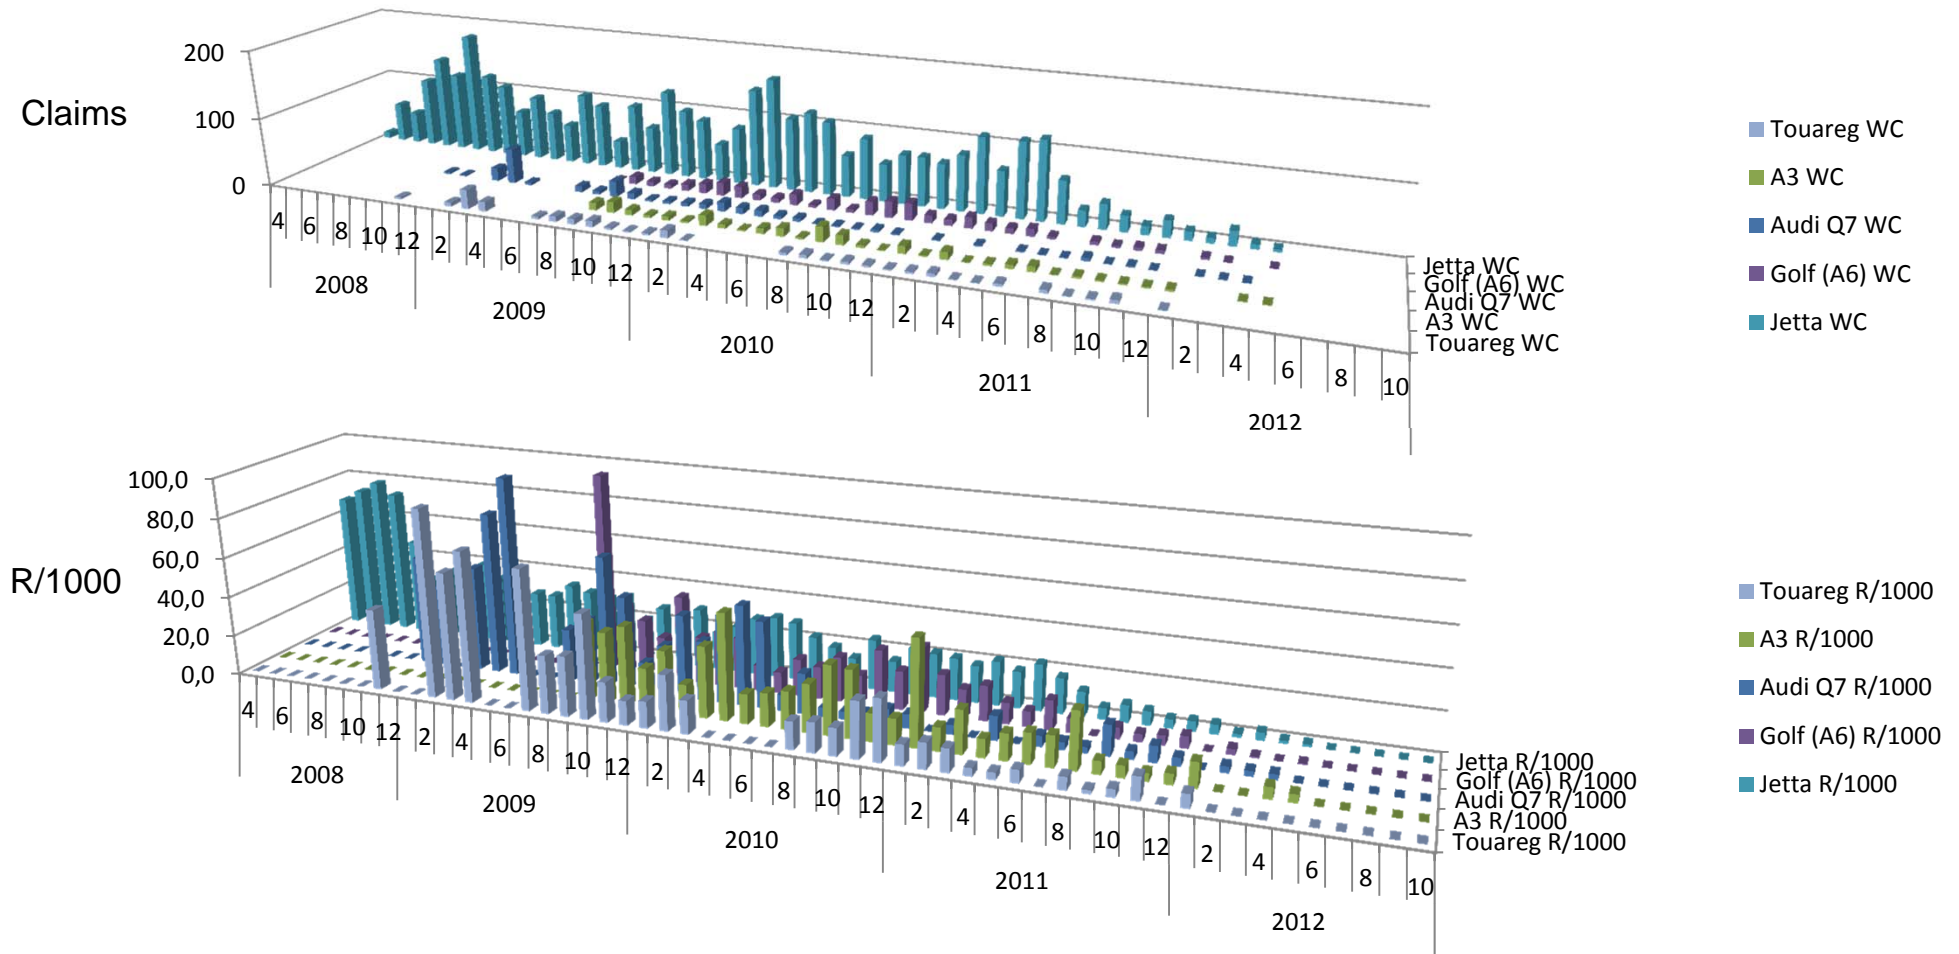 Claims
200
100
0
4 6 8 10 12 2 4 6 8 10 12 2 4 6 8 10 12 2 4 6 8 10 12 2 4 6 8 10
2008 2009 2010 2011 2012
Jetta WC
Golf (A6) WC
Audi Q7 WC
A3 WC
Touareg WC
Touareg WC
A3 WC
Audi Q7 WC
Golf (A6) WC
Jetta WC
R/1000
100,0
80,0
60,0
40,0
20,0
0,0
4 6 8 10 12 2 4 6 8 10 12 2 4 6 8 10 12 2 4 6 8 10 12 2 4 6 8 10
2008 2009 2010 2011 2012
Jetta R/1000
Golf (A6) R/1000
Audi Q7 R/1000
A3 R/1000
Touareg R/1000
Touareg R/1000
A3 R/1000
Audi Q7 R/1000
Golf (A6) R/1000
Jetta R/1000